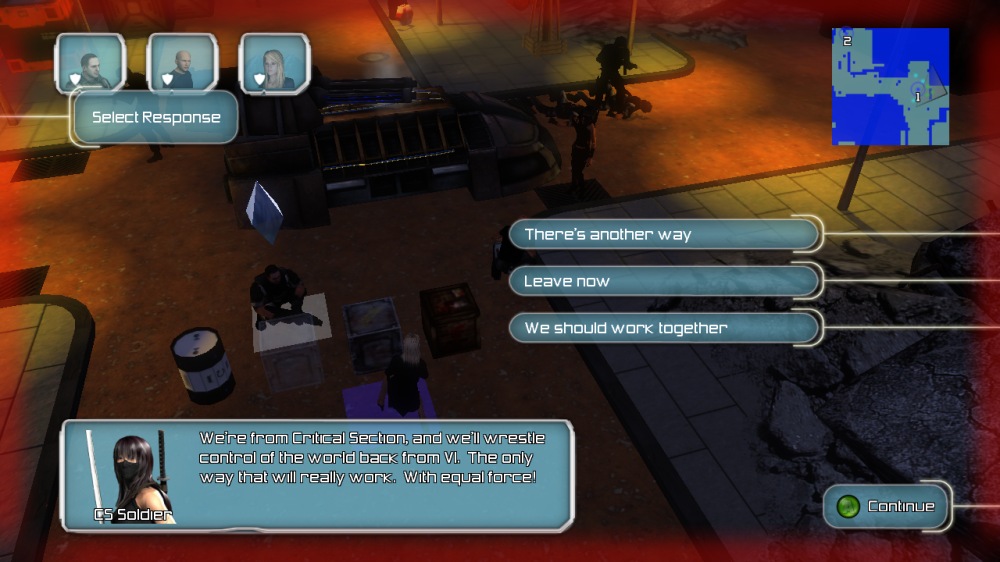 2
Select Response
1
There's another way
Leave now
We should work together
We're from Critical Section, and we'll wrestle
control of the world back from VI. The only
way that will really work. With equal force!
CS Soldier
Continue